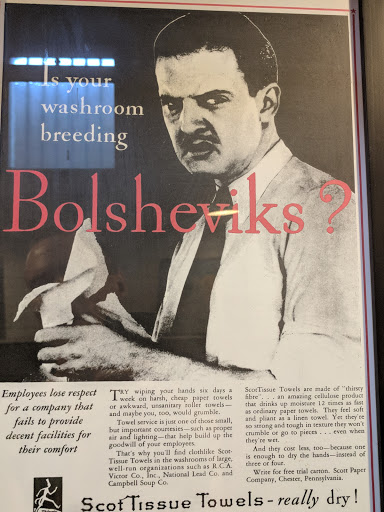 Is your
washroom
breeding
Bolsheviks?
Employees lose respect
for a company that
fails to provide
decent facilities for
their comfort
TRY wiping your hands six days a
week on harsh, cheap paper towels
or awkward, unsanitary roller towels—
and maybe you, too, would grumble.
Towel service is just one of those small,
but important courtesies—such as proper
air and lighting—that help build up the
goodwill of your employees.
That's why you'll find clothlike Scot-
Tissue Towels in the washrooms of large,
well-run organizations such as R.C.A.
Victor Co., Inc., National Lead Co. and
Campbell Soup Co.
ScotTissue Towels are made of "thirsty
fibre" . . . an amazing cellulose product
that drinks up moisture 12 times as fast
as ordinary paper towels. They feel soft
and pliant as a linen towel. Yet they're
so strong and tough in texture they won't
crumble or go to pieces . . . even when
they're wet.
And they cost less, too—because one
is enough to dry the hands—instead of
three or four.
Write for free trial carton. Scott Paper
Company, Chester, Pennsylvania.
ScotTissue Towels - really dry!